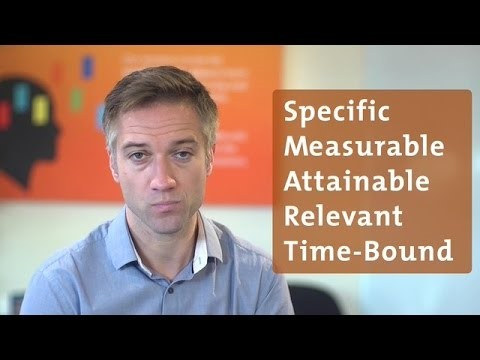 Specific
Measurable
Attainable
Relevant
Time-Bound